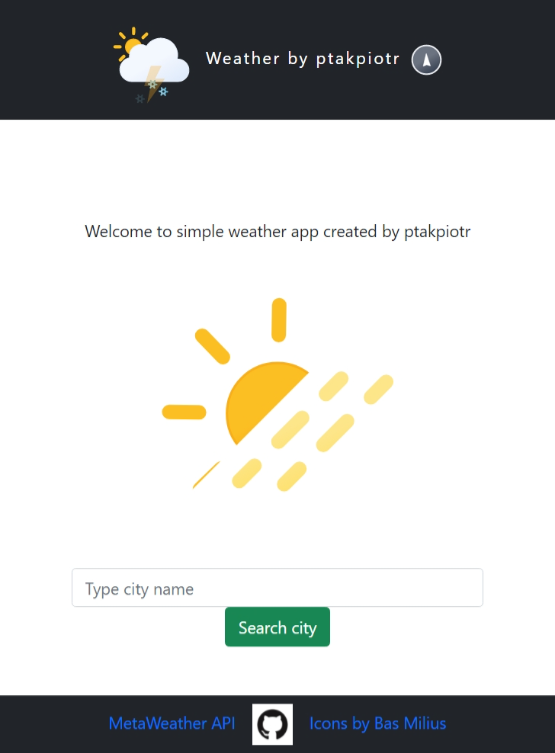 Weather by ptakpiotr
Welcome to simple weather app created by ptakpiotr
Type city name
Search city
MetaWeather API
Icons by Bas Milius